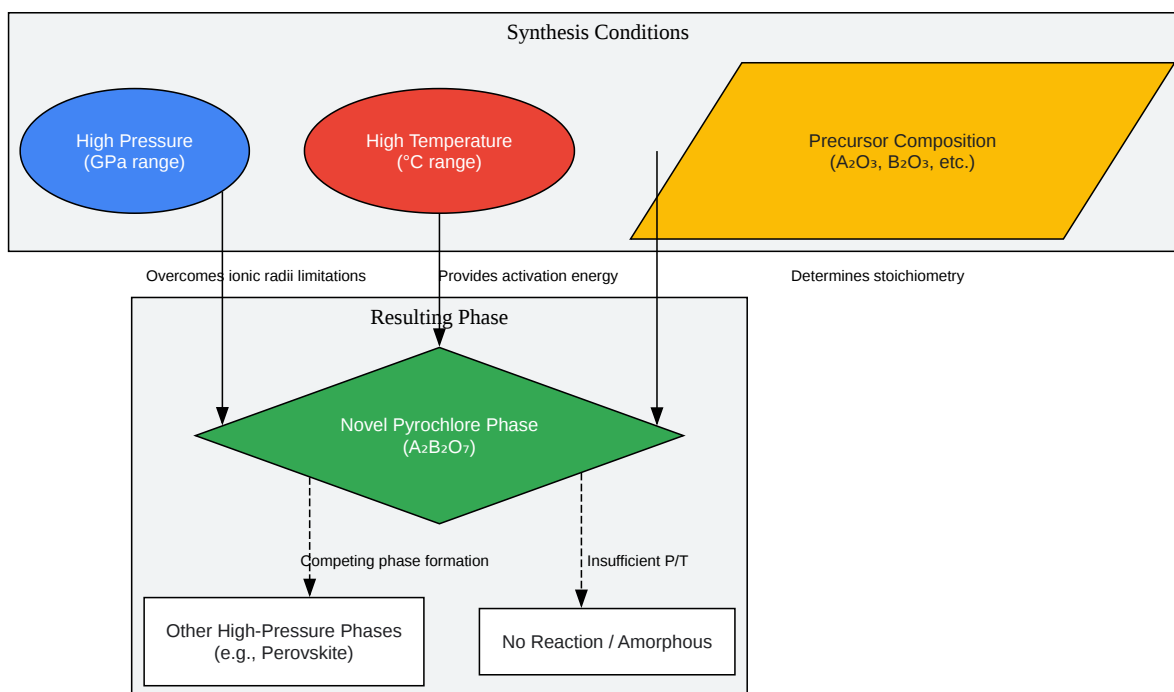 Synthesis Conditions
High Pressure
(GPa range)
High Temperature
(°C range)
Precursor Composition
(A₂O₃, B₂O₃, etc.)
Overcomes ionic radii limitations
Provides activation energy
Determines stoichiometry
Resulting Phase
Novel Pyrochlore Phase
(A₂B₂O₇)
Competing phase formation
Insufficient P/T
Other High-Pressure Phases
(e.g., Perovskite)
No Reaction / Amorphous